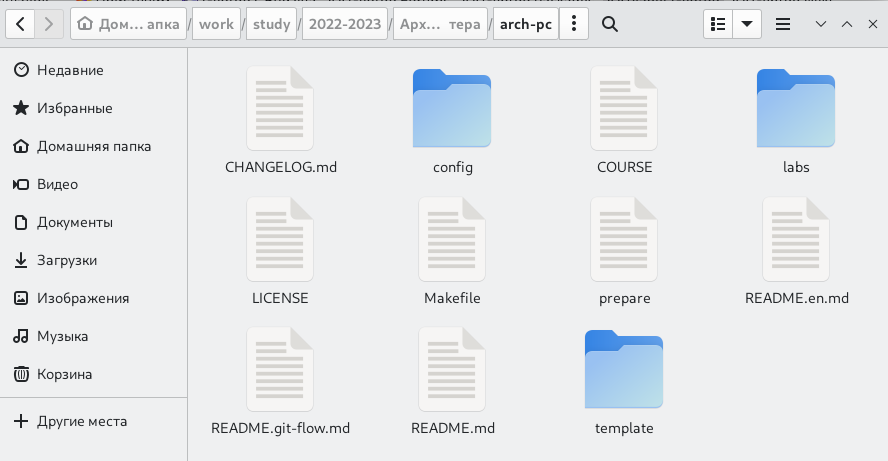 Дом… апка / work / study / 2022-2023 / Арх… тера / arch-pc
Недавние
Избранные
Домашняя папка
Видео
Документы
Загрузки
Изображения
Музыка
Корзина
Другие места
CHANGELOG.md config COURSE labs
LICENSE Makefile prepare README.en.md
README.git-flow.md README.md template